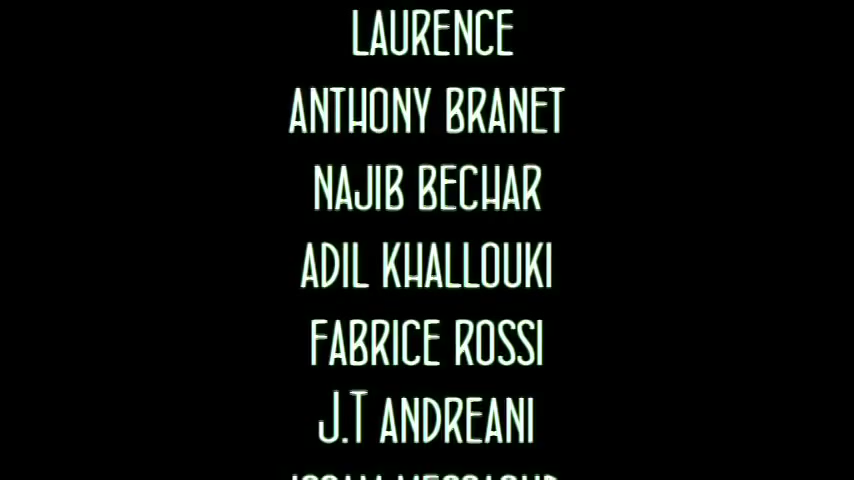 LAURENCE
ANTHONY BRANET
NAJIB BECHAR
ADIL KHALLOUKI
FABRICE ROSSI
J.T ANDREANI